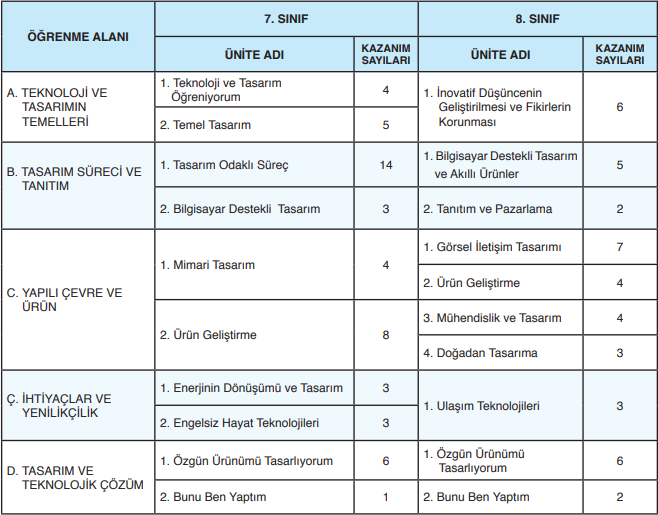 ÖĞRENME ALANI
7. SINIF
8. SINIF
ÜNİTE ADI
KAZANIM
SAYILARI
ÜNİTE ADI
KAZANIM
SAYILARI
A. TEKNOLOJİ VE
TASARIMIN
TEMELLERİ
1. Teknoloji ve Tasarım
Öğreniyorum
4
2. Temel Tasarım
5
1. İnovatif Düşüncenin
Geliştirilmesi ve Fikirlerin
Korunması
6
B. TASARIM SÜRECİ VE
TANITIM
1. Tasarım Odaklı Süreç
14
1. Bilgisayar Destekli Tasarım
ve Akıllı Ürünler
5
2. Bilgisayar Destekli Tasarım
3
2. Tanıtım ve Pazarlama
2
C. YAPILI ÇEVRE VE
ÜRÜN
1. Mimari Tasarım
4
1. Görsel İletişim Tasarımı
7
2. Ürün Geliştirme
4
2. Ürün Geliştirme
8
3. Mühendislik ve Tasarım
4
4. Doğadan Tasarıma
3
Ç. İHTİYAÇLAR VE
YENİLİKÇİLİK
1. Enerjinin Dönüşümü ve Tasarım
3
2. Engelsiz Hayat Teknolojileri
3
1. Ulaşım Teknolojileri
3
D. TASARIM VE
TEKNOLOJİK ÇÖZÜM
1. Özgün Ürünümü Tasarlıyorum
6
1. Özgün Ürünümü
Tasarlıyorum
6
2. Bunu Ben Yaptım
1
2. Bunu Ben Yaptım
2